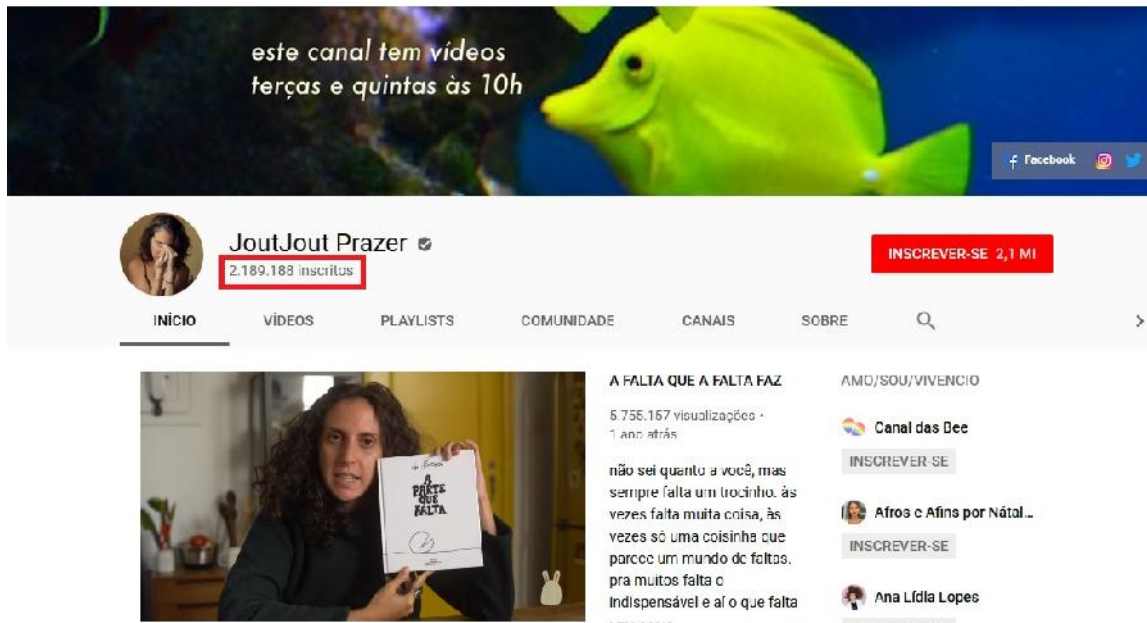 este canal tem vídeos
terças e quintas às 10h
Facebook
JoutJout Prazer
2.189.188 inscritos
INSCREVER-SE 2,1 MI
INÍCIO VÍDEOS PLAYLISTS COMUNIDADE CANAIS SOBRE
A PARTE
QUE
FALTA
A FALTA QUE A FALTA FAZ
5.755.157 visualizações •
1 ano atrás
não sei quanto a você, mas
sempre falta um trocinho. às
vezes falta muita coisa, às
vezes só uma coisinha que
parece um mundo de faltas.
pra muitos falta o
indispensável e aí o que falta
AMO/SOU/VIVENCIO
Canal das Bee
INSCREVER-SE
Afros e Afins por Nátal...
INSCREVER-SE
Ana Lídia Lopes